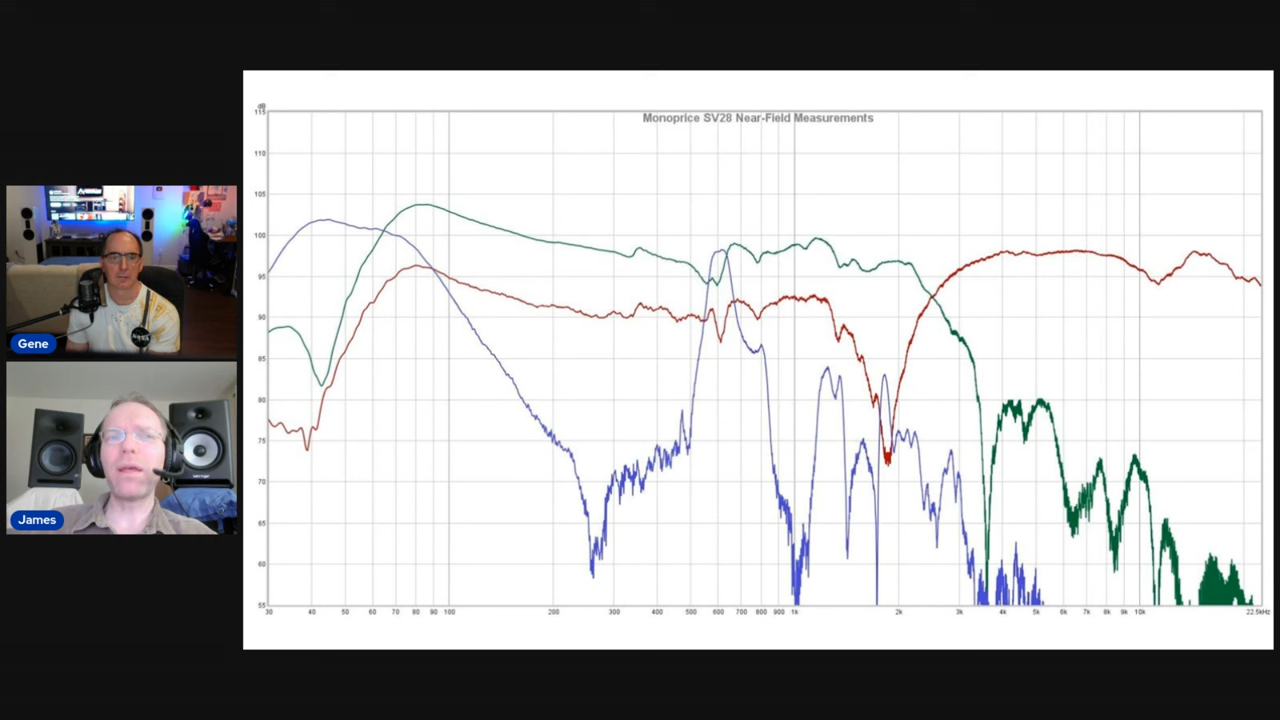 dB
Monoprice SV28 Near-Field Measurements
115
110
105
100
95
90
85
80
75
70
65
60
55
30 40 50 60 70 80 90 100 200 300 400 500 600 700 800 900 1k 2k 3k 4k 5k 6k 7k 8k 9k 10k 22.5kHz
Gene
James